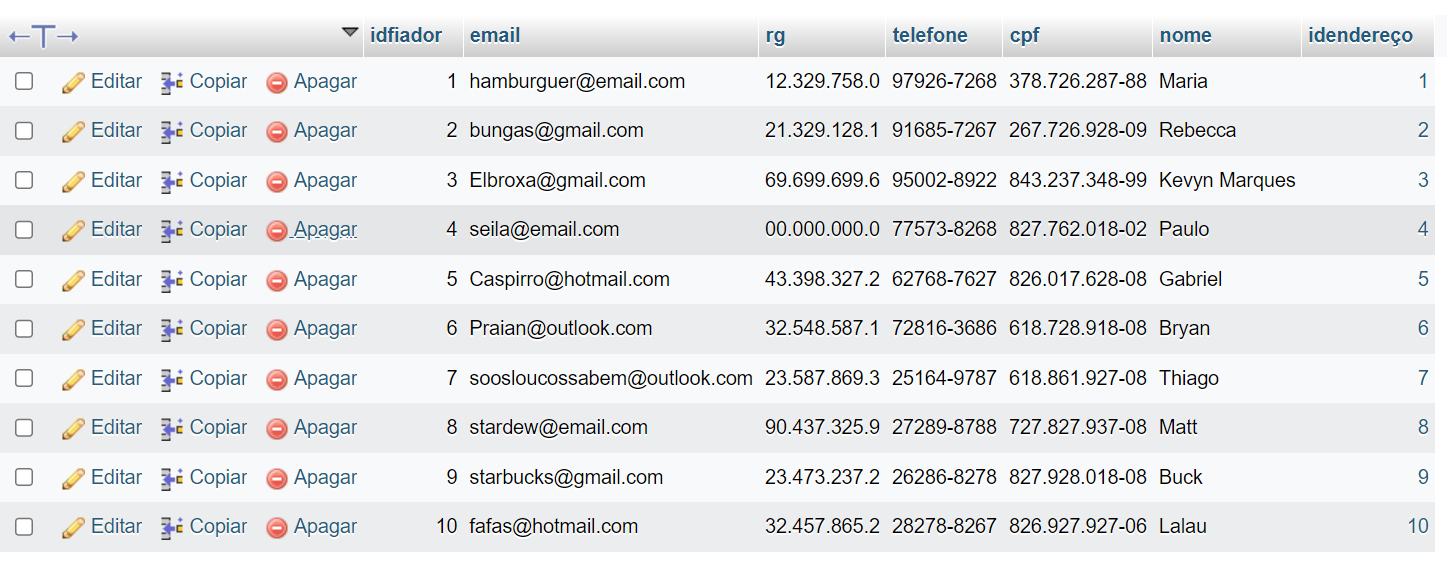 ←T→ idfiador email rg telefone cpf nome idendereço
Editar Copiar Apagar 1 hamburguer@email.com 12.329.758.0 97926-7268 378.726.287-88 Maria 1
Editar Copiar Apagar 2 bungas@gmail.com 21.329.128.1 91685-7267 267.726.928-09 Rebecca 2
Editar Copiar Apagar 3 Elbroxa@gmail.com 69.699.699.6 95002-8922 843.237.348-99 Kevyn Marques 3
Editar Copiar Apagar 4 seila@email.com 00.000.000.0 77573-8268 827.762.018-02 Paulo 4
Editar Copiar Apagar 5 Caspirro@hotmail.com 43.398.327.2 62768-7627 826.017.628-08 Gabriel 5
Editar Copiar Apagar 6 Praian@outlook.com 32.548.587.1 72816-3686 618.728.918-08 Bryan 6
Editar Copiar Apagar 7 soosloucossabem@outlook.com 23.587.869.3 25164-9787 618.861.927-08 Thiago 7
Editar Copiar Apagar 8 stardew@email.com 90.437.325.9 27289-8788 727.827.937-08 Matt 8
Editar Copiar Apagar 9 starbucks@gmail.com 23.473.237.2 26286-8278 827.928.018-08 Buck 9
Editar Copiar Apagar 10 fafas@hotmail.com 32.457.865.2 28278-8267 826.927.927-06 Lalau 10